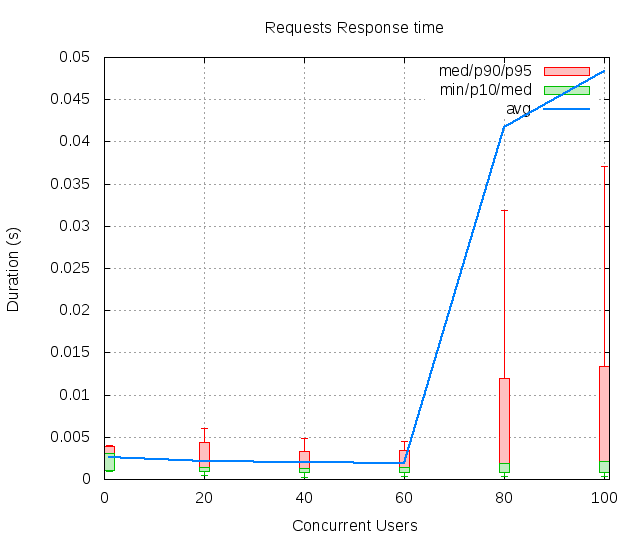 Requests Response time
0.05
0.045
0.04
0.035
0.03
0.025
0.02
0.015
0.01
0.005
0
Duration (s)
med/p90/p95
min/p10/med
avg
0 20 40 60 80 100
Concurrent Users